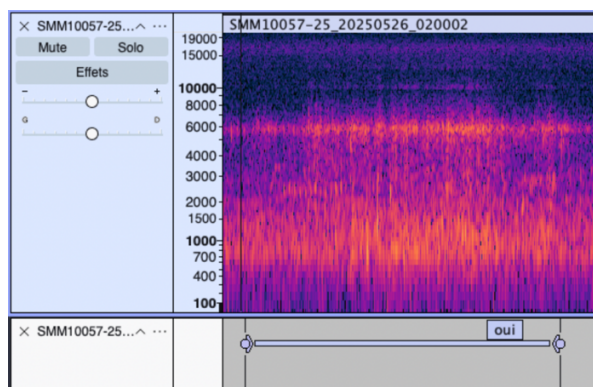 × SMM10057-25... ^ ...
Mute Solo
Effets
- +
G D
SMM10057-25_20250526_020002
19000
15000
10000
8000
6000
4000
3000
2000
1500
1000
700
400
100
× SMM10057-25... ^ ...
oui